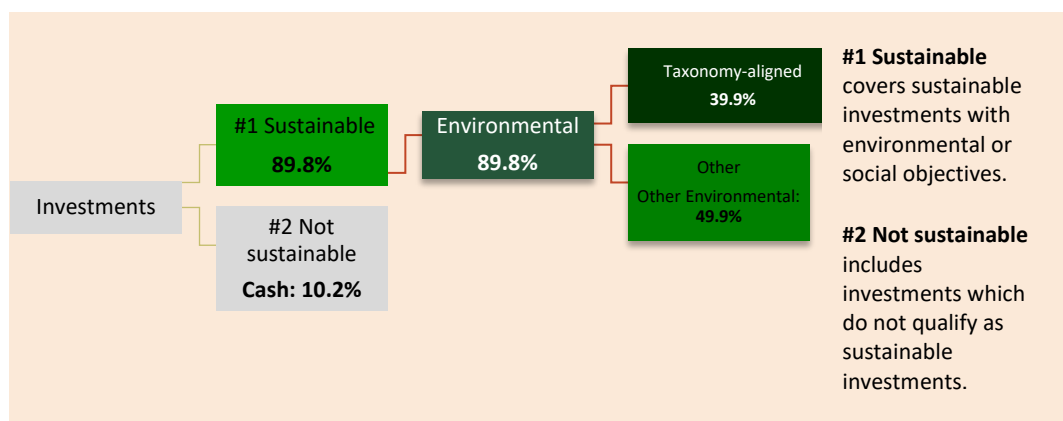 Investments
#1 Sustainable
89.8%
#2 Not
sustainable
Cash: 10.2%
Environmental
89.8%
Taxonomy-aligned
39.9%
Other
Other Environmental:
49.9%
#1 Sustainable
covers sustainable
investments with
environmental or
social objectives.
#2 Not sustainable
includes
investments which
do not qualify as
sustainable
investments.